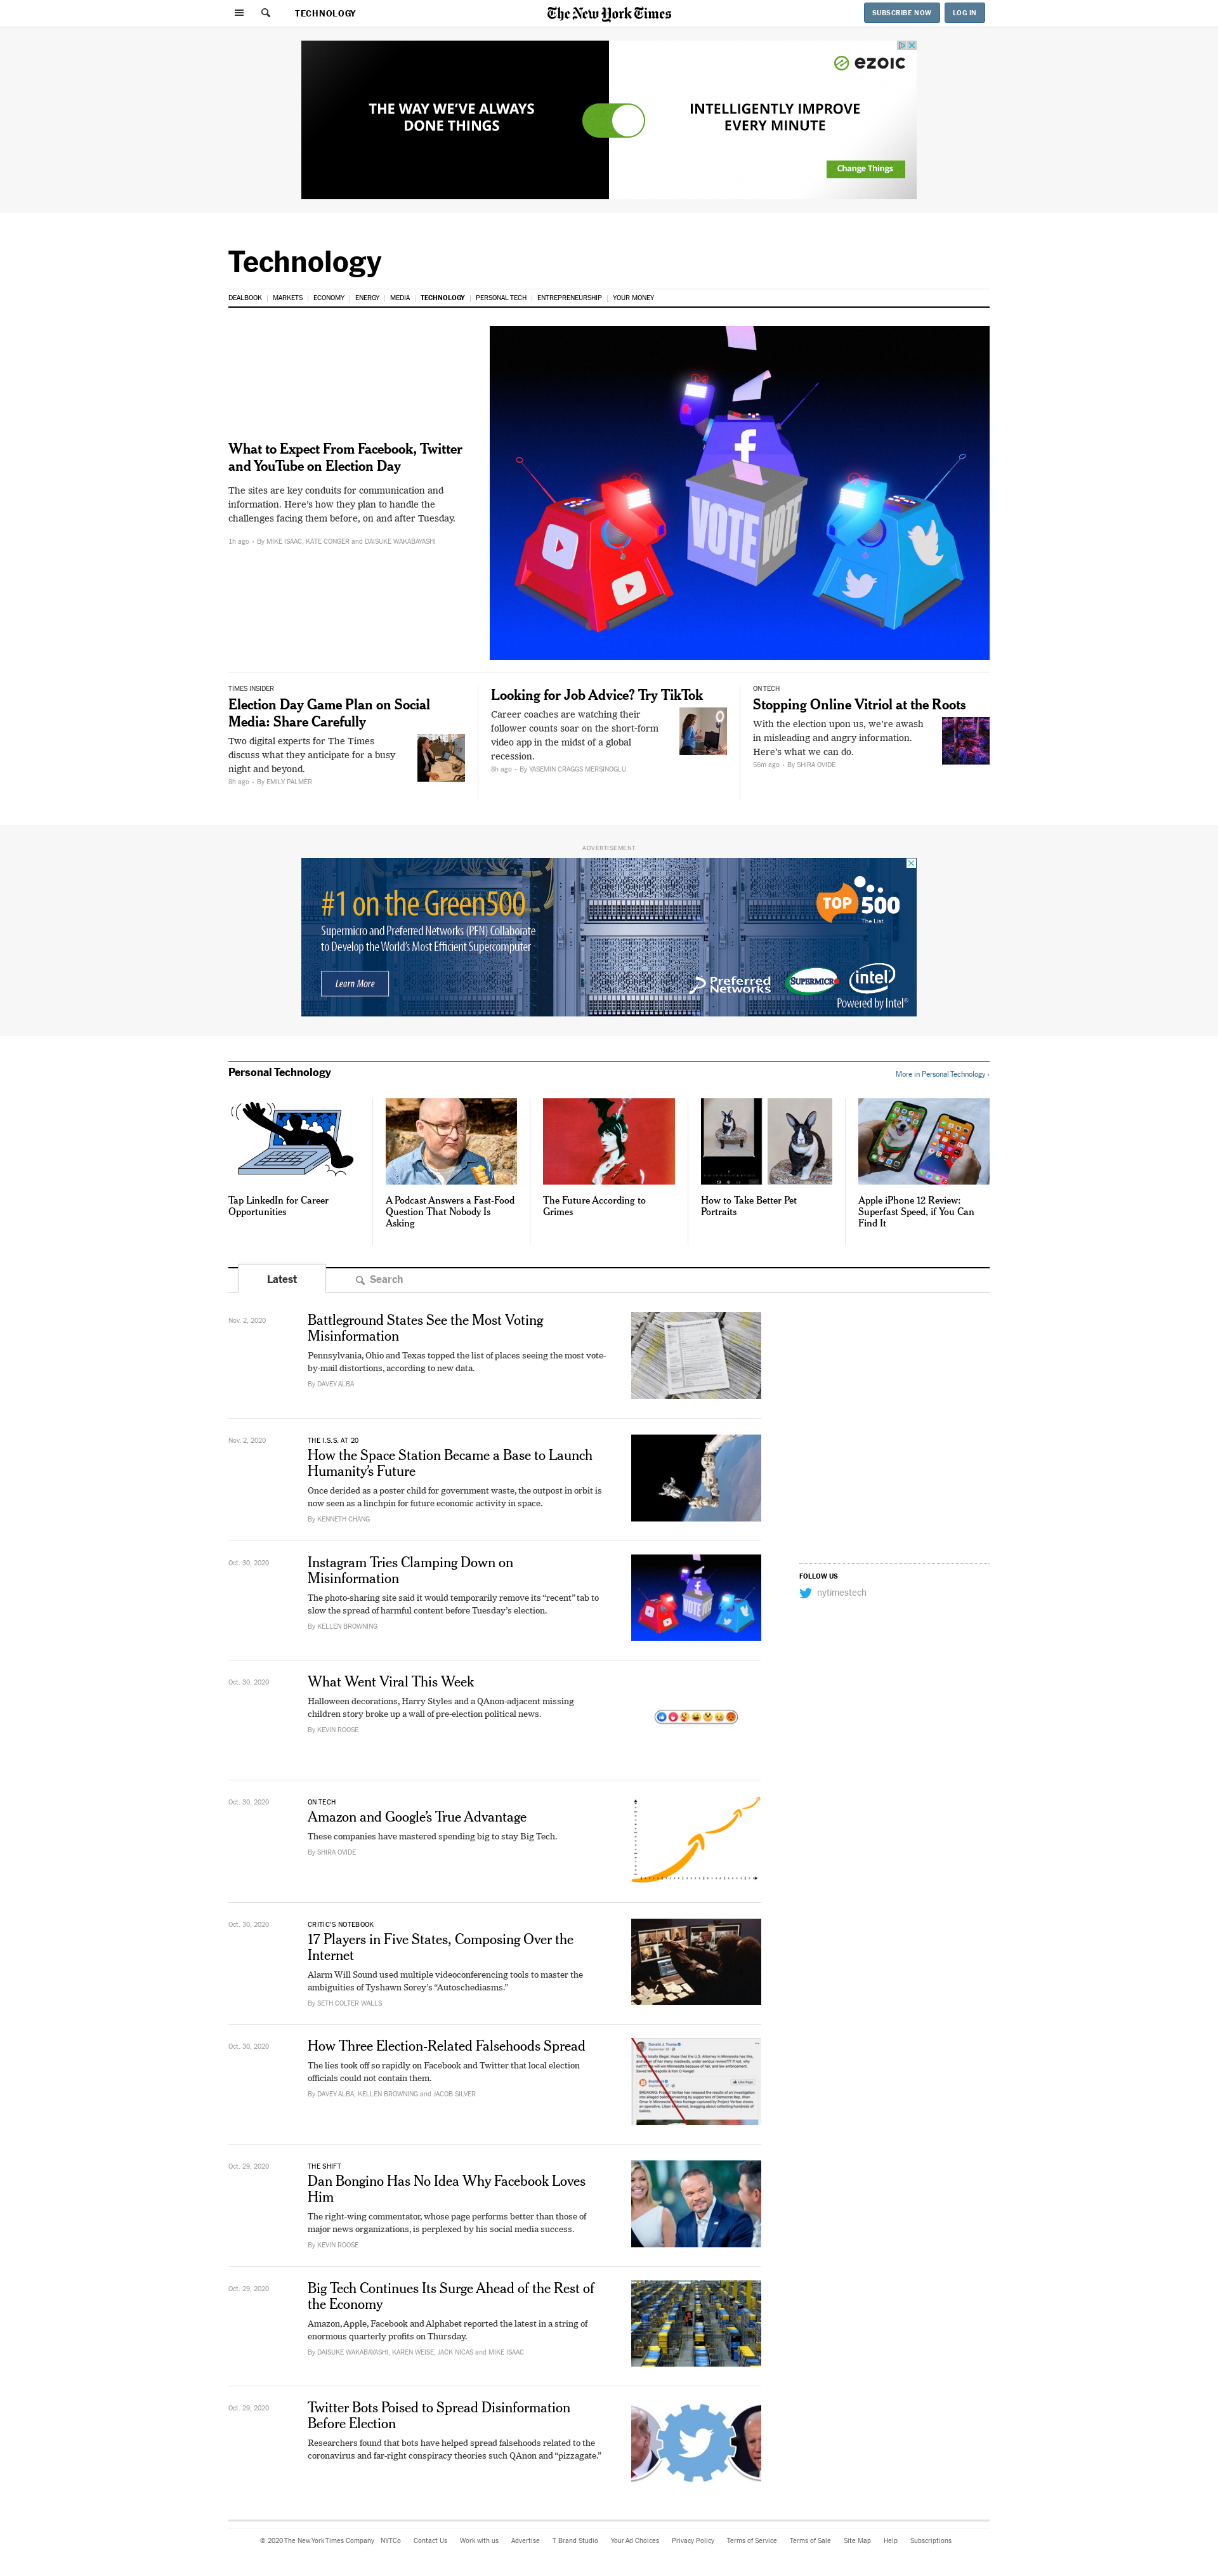 TECHNOLOGY
The New York Times
SUBSCRIBE NOW
LOG IN
THE WAY WE'VE ALWAYS
DONE THINGS
ezoic
INTELLIGENTLY IMPROVE
EVERY MINUTE
Change Things
Technology
DEALBOOK | MARKETS | ECONOMY | ENERGY | MEDIA | TECHNOLOGY | PERSONAL TECH | ENTREPRENEURSHIP | YOUR MONEY
What to Expect From Facebook, Twitter
and YouTube on Election Day
The sites are key conduits for communication and
information. Here's how they plan to handle the
challenges facing them before, on and after Tuesday.
1h ago • By MIKE ISAAC, KATE CONGER and DAISUKE WAKABAYASHI
VOTE
VOTE
TIMES INSIDER
Election Day Game Plan on Social
Media: Share Carefully
Two digital experts for The Times
discuss what they anticipate for a busy
night and beyond.
8h ago • By EMILY PALMER
Looking for Job Advice? Try TikTok
Career coaches are watching their
follower counts soar on the short-form
video app in the midst of a global
recession.
8h ago • By YASEMIN CRAGGS MERSINOGLU
ON TECH
Stopping Online Vitriol at the Roots
With the election upon us, we're awash
in misleading and angry information.
Here's what we can do.
56m ago • By SHIRA OVIDE
ADVERTISEMENT
#1 on the Green500
Supermicro and Preferred Networks (PFN) Collaborate
to Develop the World's Most Efficient Supercomputer
Learn More
TOP 500
The List.
Preferred
Networks
SUPERMICRO
intel
Powered by Intel®
Personal Technology
More in Personal Technology ›
Tap LinkedIn for Career
Opportunities
A Podcast Answers a Fast-Food
Question That Nobody Is
Asking
The Future According to
Grimes
How to Take Better Pet
Portraits
Apple iPhone 12 Review:
Superfast Speed, if You Can
Find It
Latest
Search
Nov. 2, 2020
Battleground States See the Most Voting
Misinformation
Pennsylvania, Ohio and Texas topped the list of places seeing the most vote-
by-mail distortions, according to new data.
By DAVEY ALBA
Nov. 2, 2020
THE I.S.S. AT 20
How the Space Station Became a Base to Launch
Humanity's Future
Once derided as a poster child for government waste, the outpost in orbit is
now seen as a linchpin for future economic activity in space.
By KENNETH CHANG
Oct. 30, 2020
Instagram Tries Clamping Down on
Misinformation
The photo-sharing site said it would temporarily remove its “recent” tab to
slow the spread of harmful content before Tuesday's election.
By KELLEN BROWNING
VOTE
FOLLOW US
nytimestech
Oct. 30, 2020
What Went Viral This Week
Halloween decorations, Harry Styles and a QAnon-adjacent missing
children story broke up a wall of pre-election political news.
By KEVIN ROOSE
Oct. 30, 2020
ON TECH
Amazon and Google's True Advantage
These companies have mastered spending big to stay Big Tech.
By SHIRA OVIDE
Oct. 30, 2020
CRITIC'S NOTEBOOK
17 Players in Five States, Composing Over the
Internet
Alarm Will Sound used multiple videoconferencing tools to master the
ambiguities of Tyshawn Sorey's “Autoschediasms.”
By SETH COLTER WALLS
Oct. 30, 2020
How Three Election-Related Falsehoods Spread
The lies took off so rapidly on Facebook and Twitter that local election
officials could not contain them.
By DAVEY ALBA, KELLEN BROWNING and JACOB SILVER
Oct. 29, 2020
THE SHIFT
Dan Bongino Has No Idea Why Facebook Loves
Him
The right-wing commentator, whose page performs better than those of
major news organizations, is perplexed by his social media success.
By KEVIN ROOSE
Oct. 29, 2020
Big Tech Continues Its Surge Ahead of the Rest of
the Economy
Amazon, Apple, Facebook and Alphabet reported the latest in a string of
enormous quarterly profits on Thursday.
By DAISUKE WAKABAYASHI, KAREN WEISE, JACK NICAS and MIKE ISAAC
Oct. 29, 2020
Twitter Bots Poised to Spread Disinformation
Before Election
Researchers found that bots have helped spread falsehoods related to the
coronavirus and far-right conspiracy theories such QAnon and “pizzagate.”
© 2020 The New York Times Company NYTCo Contact Us Work with us Advertise T Brand Studio Your Ad Choices Privacy Policy Terms of Service Terms of Sale Site Map Help Subscriptions